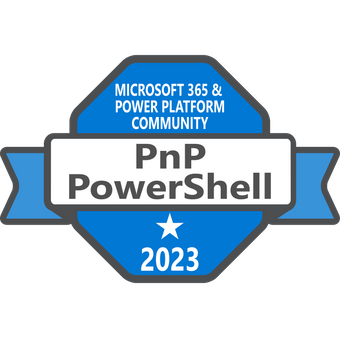 MICROSOFT 365 &
POWER PLATFORM
COMMUNITY
PnP
PowerShell
2023